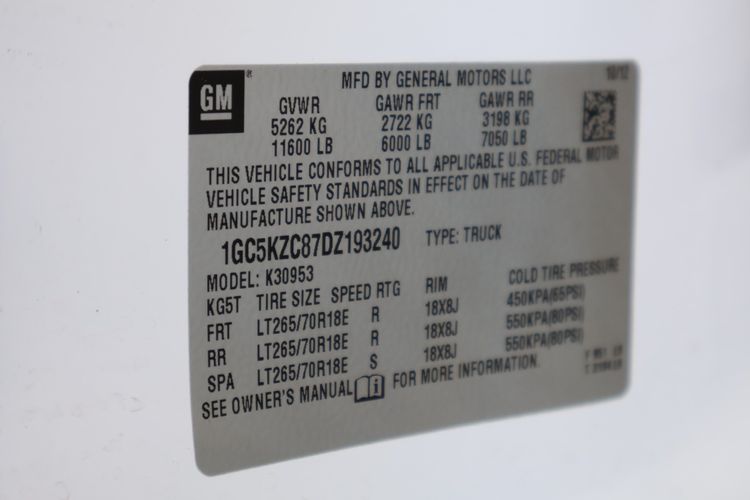 GM
MFD BY GENERAL MOTORS LLC 10/12
GVWR GAWR FRT GAWR RR
5262 KG 2722 KG 3198 KG
11600 LB 6000 LB 7050 LB
THIS VEHICLE CONFORMS TO ALL APPLICABLE U.S. FEDERAL MOTOR
VEHICLE SAFETY STANDARDS IN EFFECT ON THE DATE OF
MANUFACTURE SHOWN ABOVE.
1GC5KZC87DZ193240 TYPE: TRUCK
MODEL: K30953
KG5T TIRE SIZE SPEED RTG RIM COLD TIRE PRESSURE
FRT LT265/70R18E R 18X8J 450KPA(65PSI)
RR LT265/70R18E R 18X8J 550KPA(80PSI)
SPA LT265/70R18E S 18X8J 550KPA(80PSI)
SEE OWNER'S MANUAL FOR MORE INFORMATION.